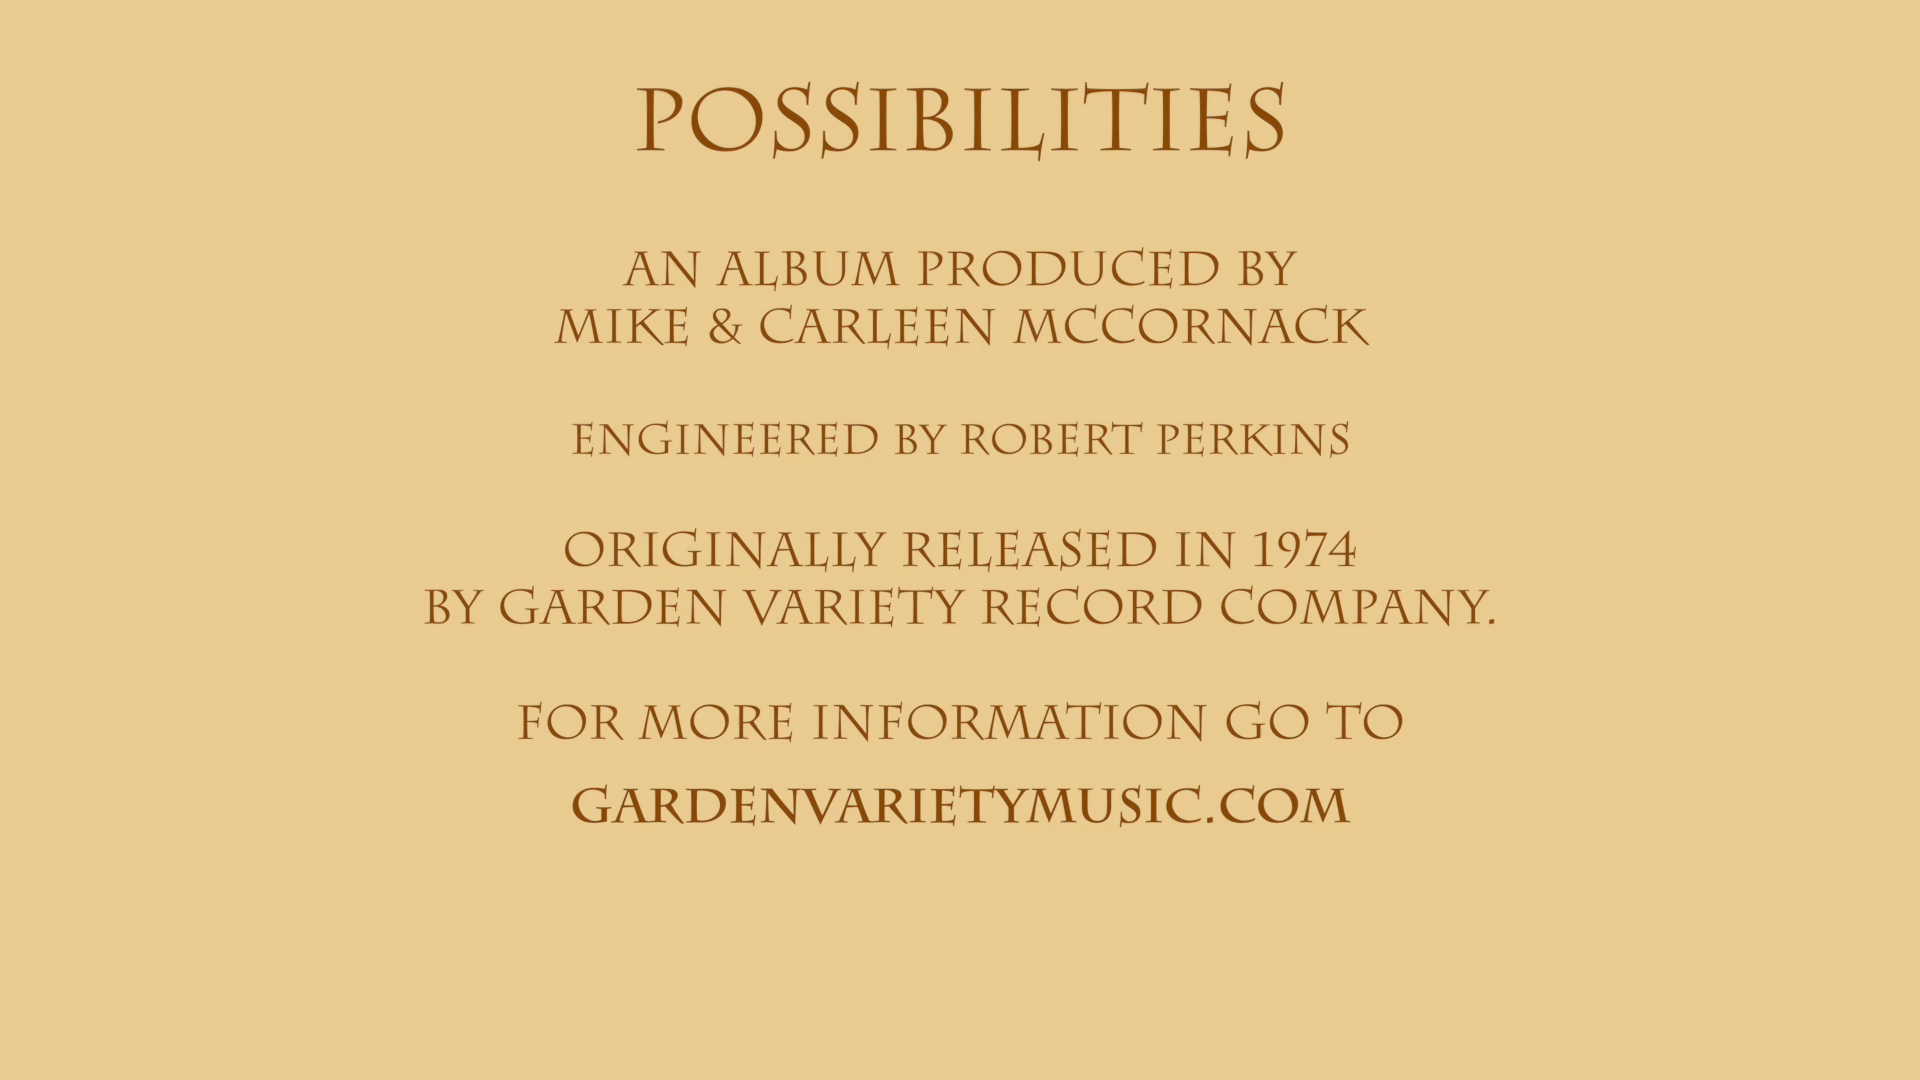 POSSIBILITIES
AN ALBUM PRODUCED BY
MIKE & CARLEEN MCCORNACK
ENGINEERED BY ROBERT PERKINS
ORIGINALLY RELEASED IN 1974
BY GARDEN VARIETY RECORD COMPANY.
FOR MORE INFORMATION GO TO
GARDENVARIETYMUSIC.COM